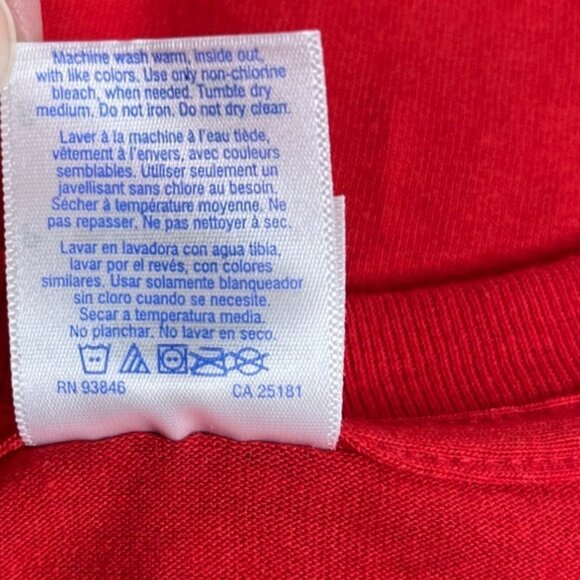 Machine wash warm, inside out,
with like colors. Use only non-chlorine
bleach, when needed. Tumble dry
medium. Do not iron. Do not dry clean.
Laver à la machine à l'eau tiède,
vêtement à l'envers, avec couleurs
semblables. Utiliser seulement un
javellisant sans chlore au besoin.
Sécher à température moyenne. Ne
pas repasser. Ne pas nettoyer à sec.
Lavar en lavadora con agua tibia,
lavar por el revés, con colores
similares. Usar solamente blanqueador
sin cloro cuando se necesite.
Secar a temperatura media.
No planchar. No lavar en seco.
RN 93846 CA 25181